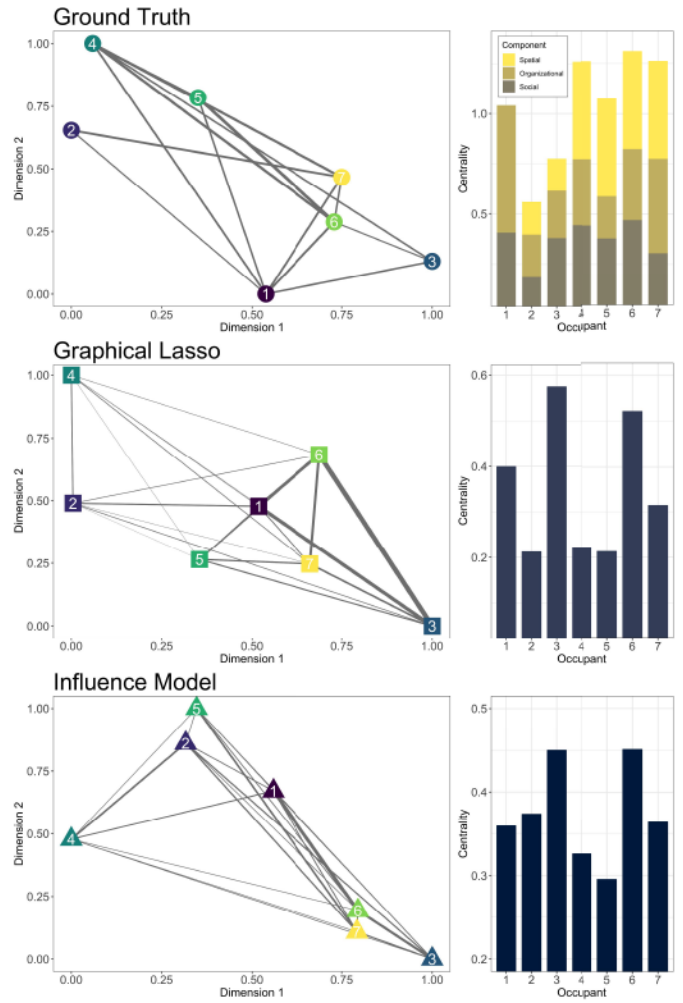 Ground Truth
1.00
0.75
0.50
0.25
0.00
Dimension 2
4
5
2
7
6
3
1
0.00 0.25 0.50 0.75 1.00
Dimension 1
Component
Spatial
Organizational
Social
1.0
0.5
Centrality
1 2 3 4 5 6 7
Occupant
Graphical Lasso
1.00
0.75
0.50
0.25
0.00
Dimension 2
4
6
2
1
5
7
3
0.00 0.25 0.50 0.75 1.00
Dimension 1
0.6
0.4
0.2
Centrality
1 2 3 4 5 6 7
Occupant
Influence Model
1.00
0.75
0.50
0.25
0.00
Dimension 2
5
2
1
4
6
7
3
0.00 0.25 0.50 0.75 1.00
Dimension 1
0.5
0.4
0.3
0.2
Centrality
1 2 3 4 5 6 7
Occupant